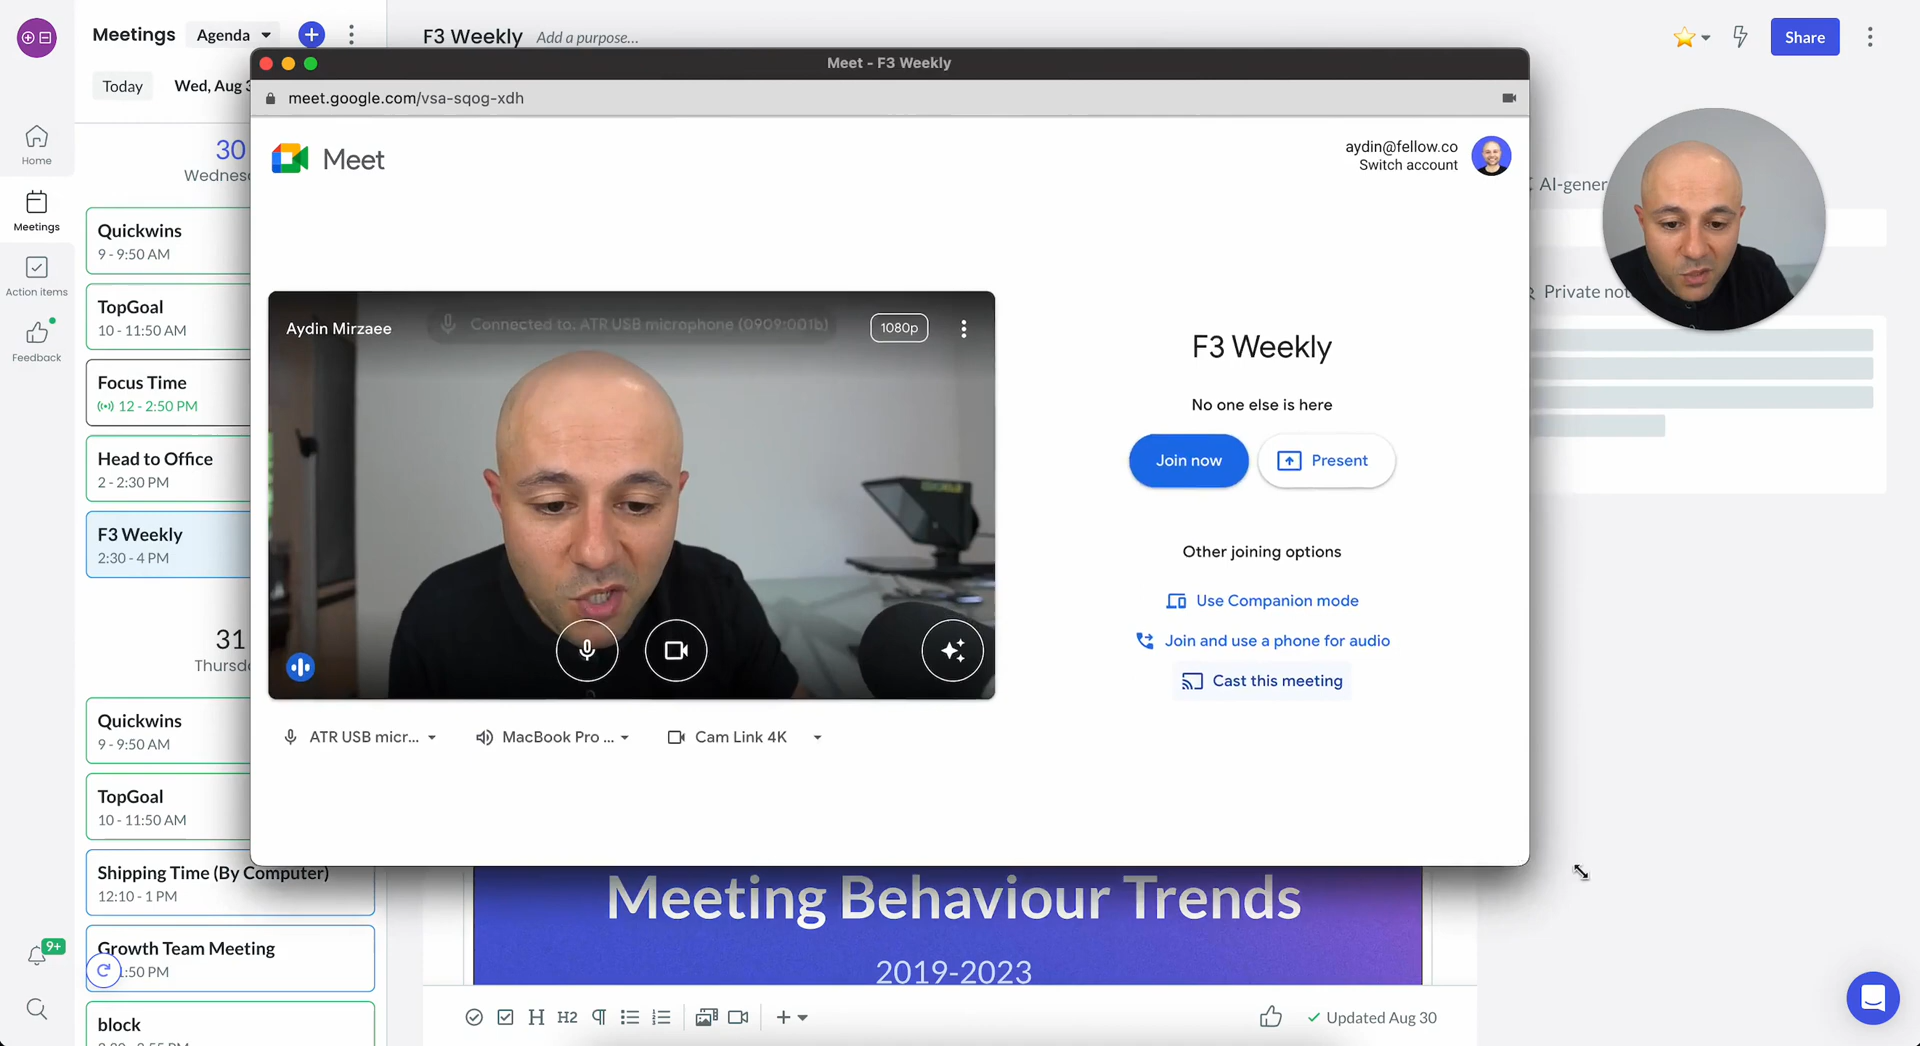 Meetings
Agenda
F3 Weekly
Add a purpose...
Share
Today
Wed, Aug 3
Meet - F3 Weekly
meet.google.com/vsa-sqog-xdh
Home
Meetings
Action items
Feedback
9+
30
Wednesd
Quickwins
9 - 9:50 AM
TopGoal
10 - 11:50 AM
Focus Time
12 - 2:50 PM
Head to Office
2 - 2:30 PM
F3 Weekly
2:30 - 4 PM
31
Thursda
Quickwins
9 - 9:50 AM
TopGoal
10 - 11:50 AM
Shipping Time (By Computer)
12:10 - 1 PM
Growth Team Meeting
:50 PM
block
Meet
aydin@fellow.co
Switch account
Aydin Mirzaee
Connected to: ATR USB microphone (0909:001b)
1080p
ATR USB micr...
MacBook Pro ...
Cam Link 4K
F3 Weekly
No one else is here
Join now
Present
Other joining options
Use Companion mode
Join and use a phone for audio
Cast this meeting
AI-gener
Private not
Meeting Behaviour Trends
2019-2023
H
H2
Updated Aug 30